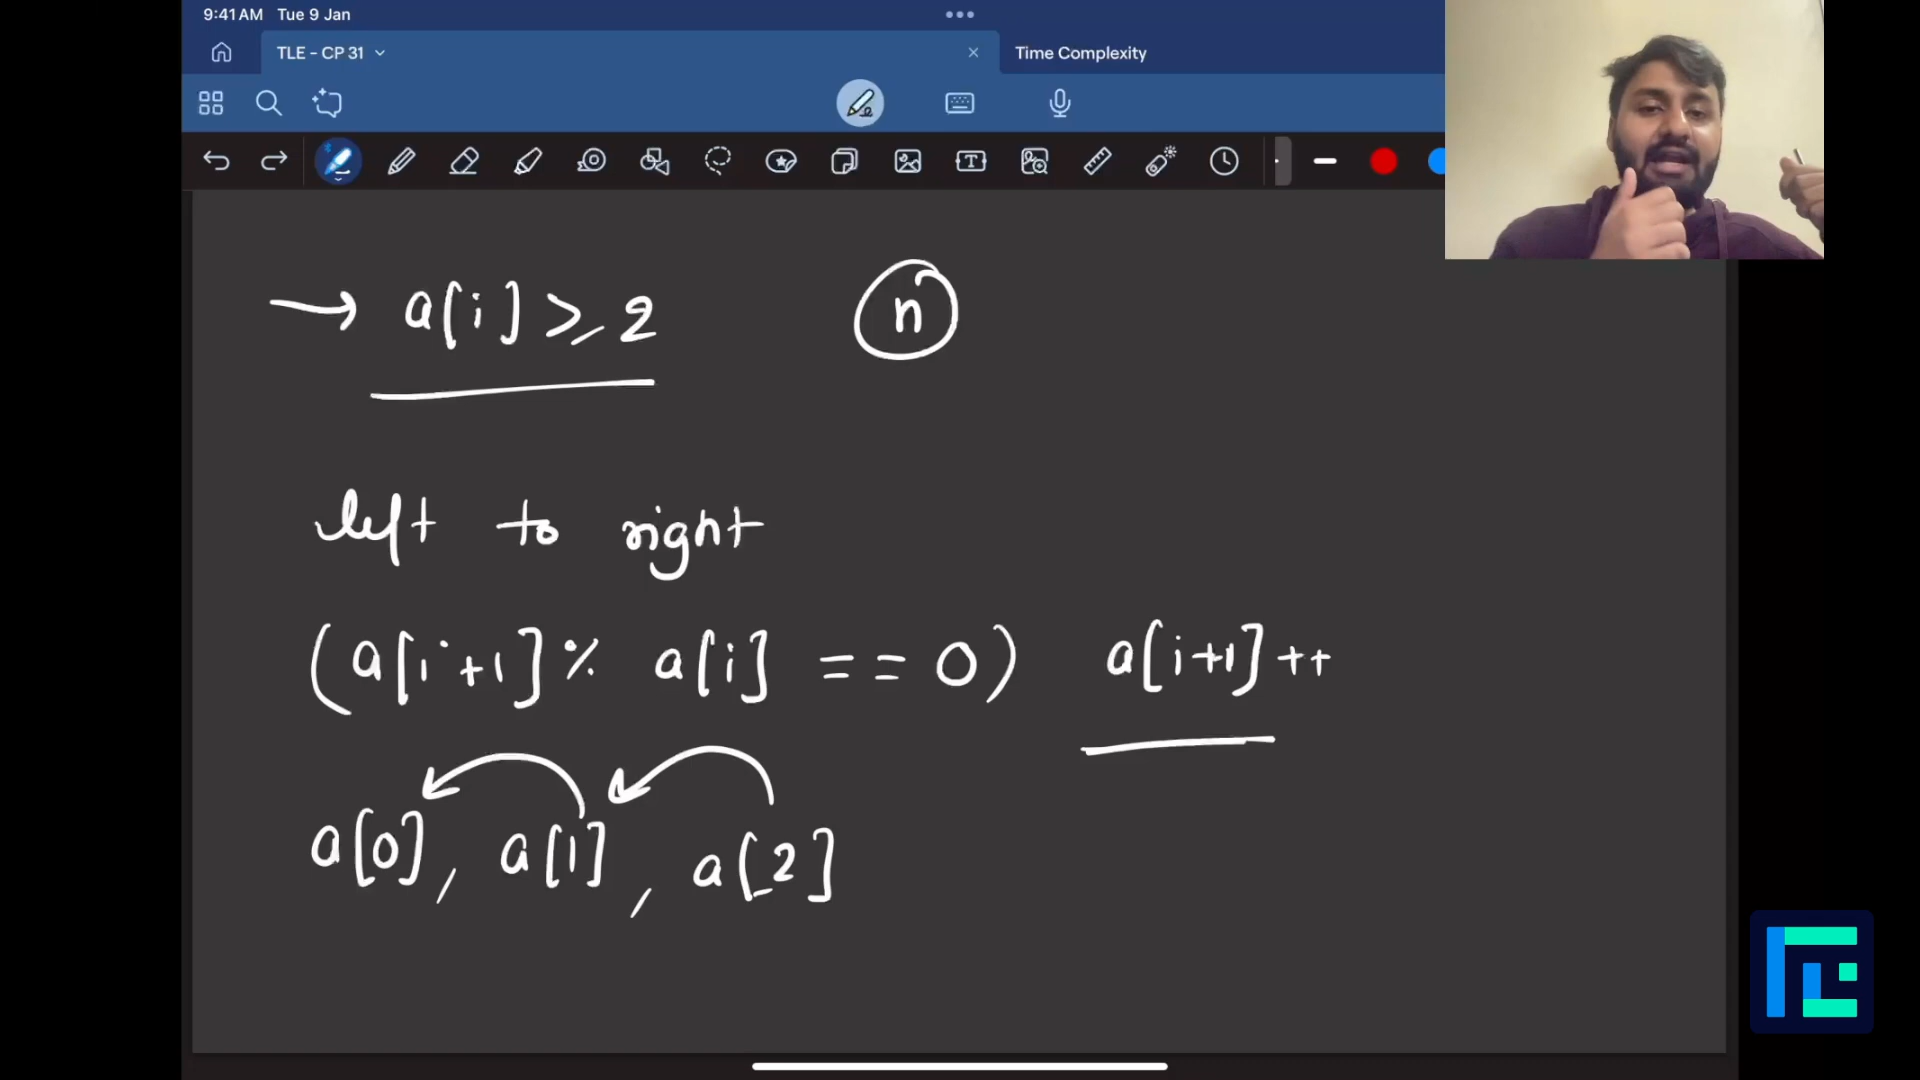 9:41 AM Tue 9 Jan
TLE - CP 31
Time Complexity
→ a[i] ≥ 2
n
left to right
(a[i+1] % a[i] == 0) a[i+1]++
a[0], a[1], a[2]